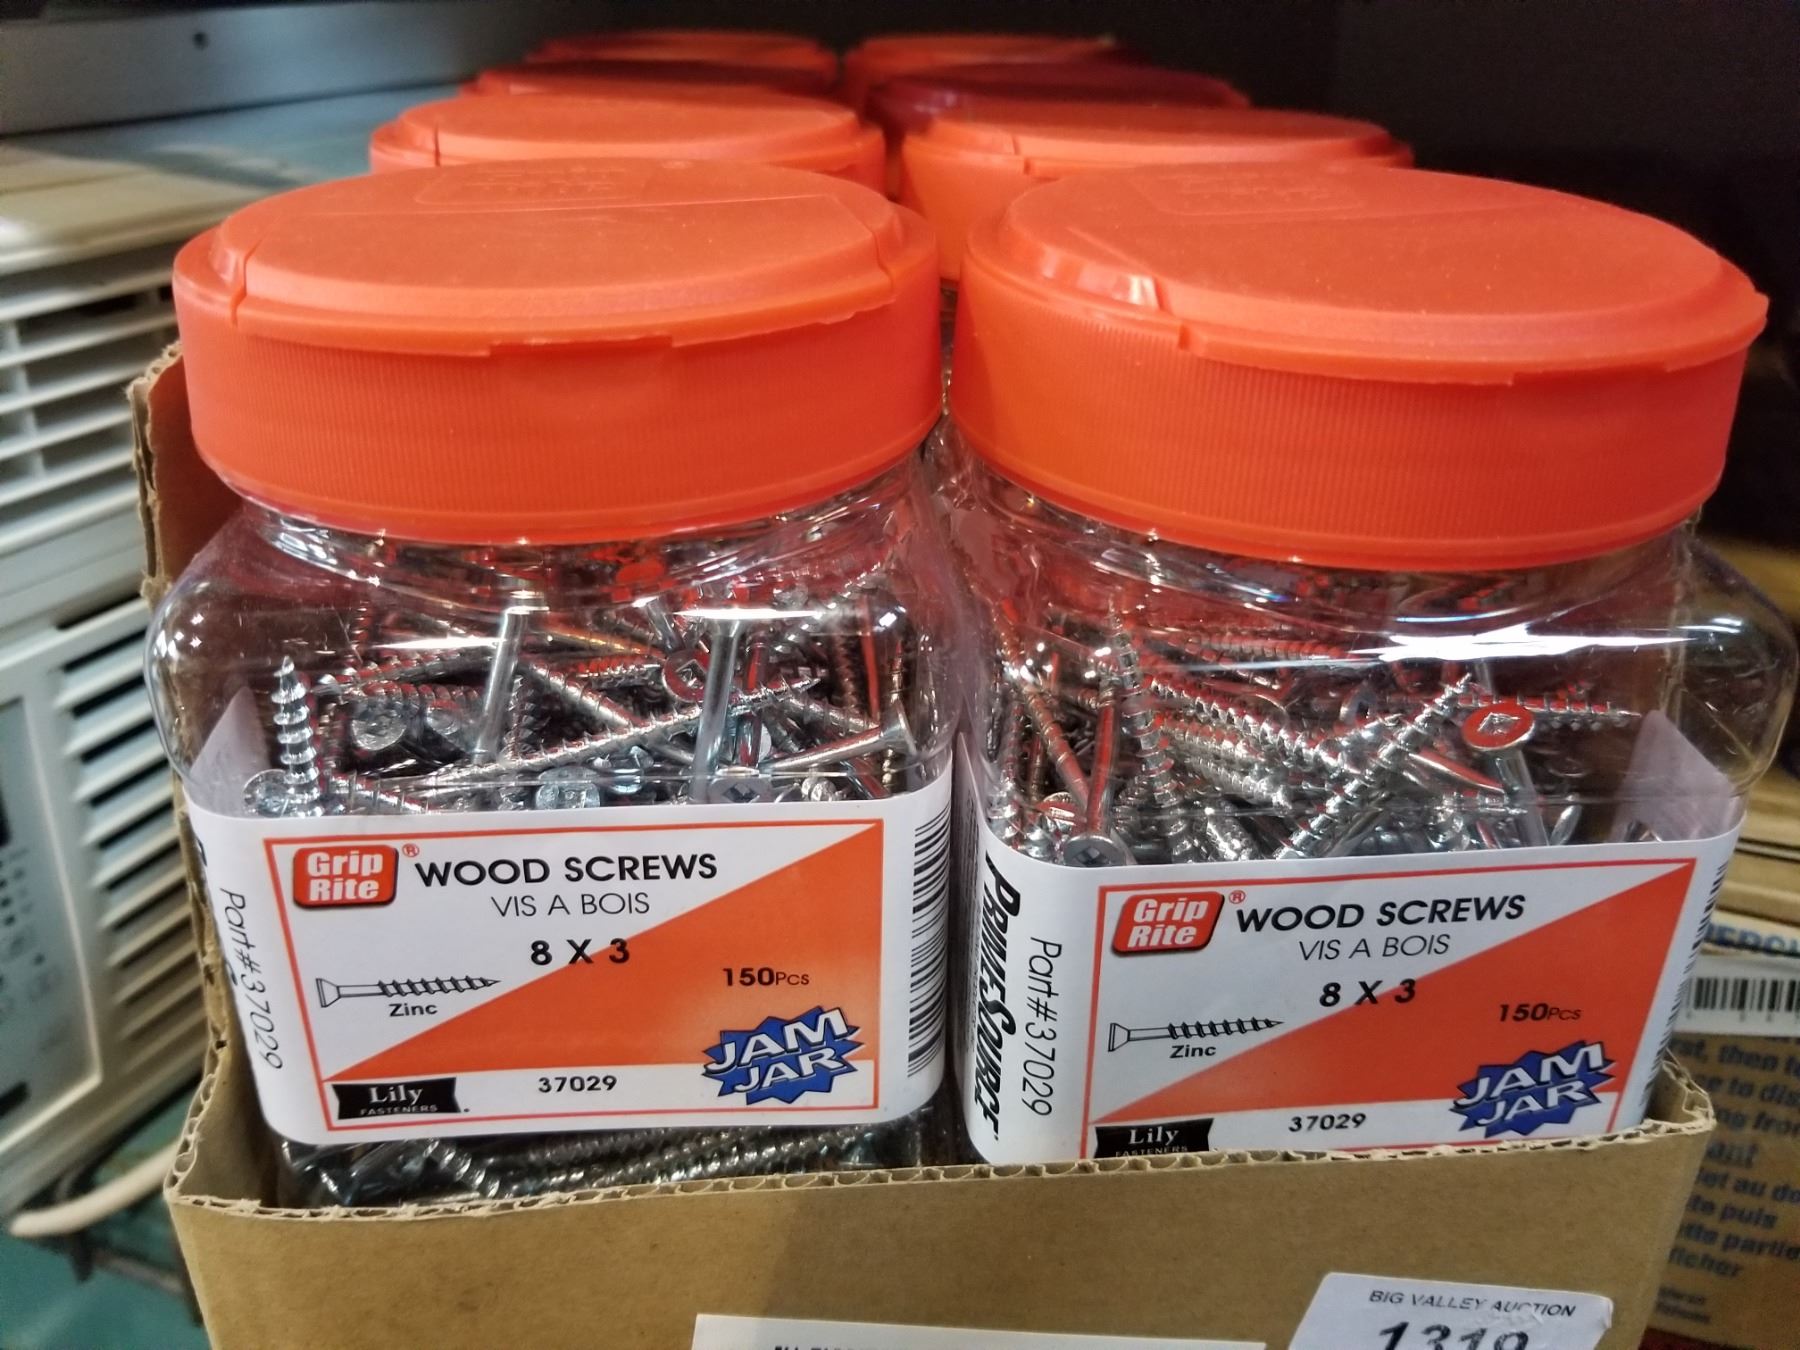 Grip
Rite
®
WOOD SCREWS
VIS A BOIS
8 X 3
150Pcs
Zinc
JAM
JAR
Lily
FASTENERS
37029
Part#37029
Grip
Rite
®
WOOD SCREWS
VIS A BOIS
8 X 3
150Pcs
Zinc
JAM
JAR
Lily
FASTENERS
37029
PRIMESOURCE
Part#37029
BIG VALLEY AUCTION
1319